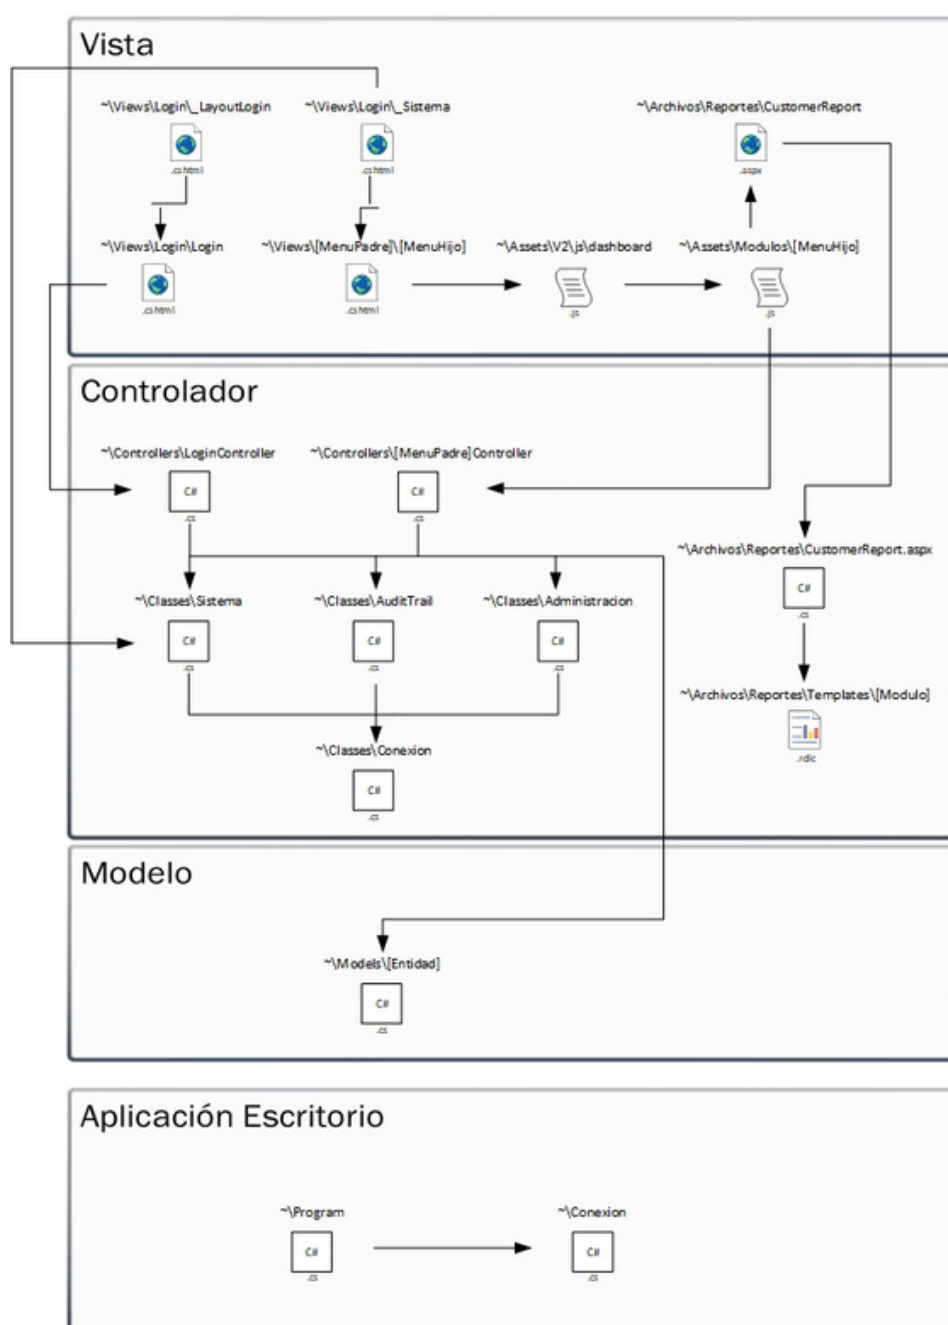 Vista
~\Views\Login\_LayoutLogin
~\Views\Login\_Sistema
~\Archivos\Reportes\CustomerReport
.cshtml
.cshtml
.aspx
~\Views\Login\Login
~\Views\[MenuPadre]\[MenuHijo]
~\Assets\V2\js\dashboard
~\Assets\Modulos\[MenuHijo]
.cshtml
.cshtml
.js
.js
Controlador
~\Controllers\LoginController
~\Controllers\[MenuPadre]Controller
C#
C#
.cs
.cs
~\Archivos\Reportes\CustomerReport.aspx
C#
.cs
~\Classes\Sistema
~\Classes\AuditTrail
~\Classes\Administracion
C#
C#
C#
.cs
.cs
.cs
~\Archivos\Reportes\Templates\[Modulo]
.rdlc
~\Classes\Conexion
C#
.cs
Modelo
~\Models\[Entidad]
C#
.cs
Aplicación Escritorio
~\Program
~\Conexion
C#
C#
.cs
.cs